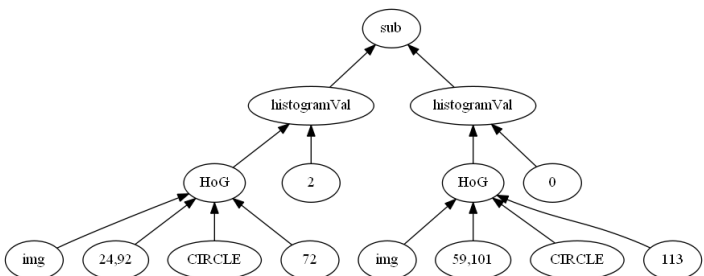 sub
histogramVal histogramVal
HoG 2 HoG 0
img 24,92 CIRCLE 72 img 59,101 CIRCLE 113